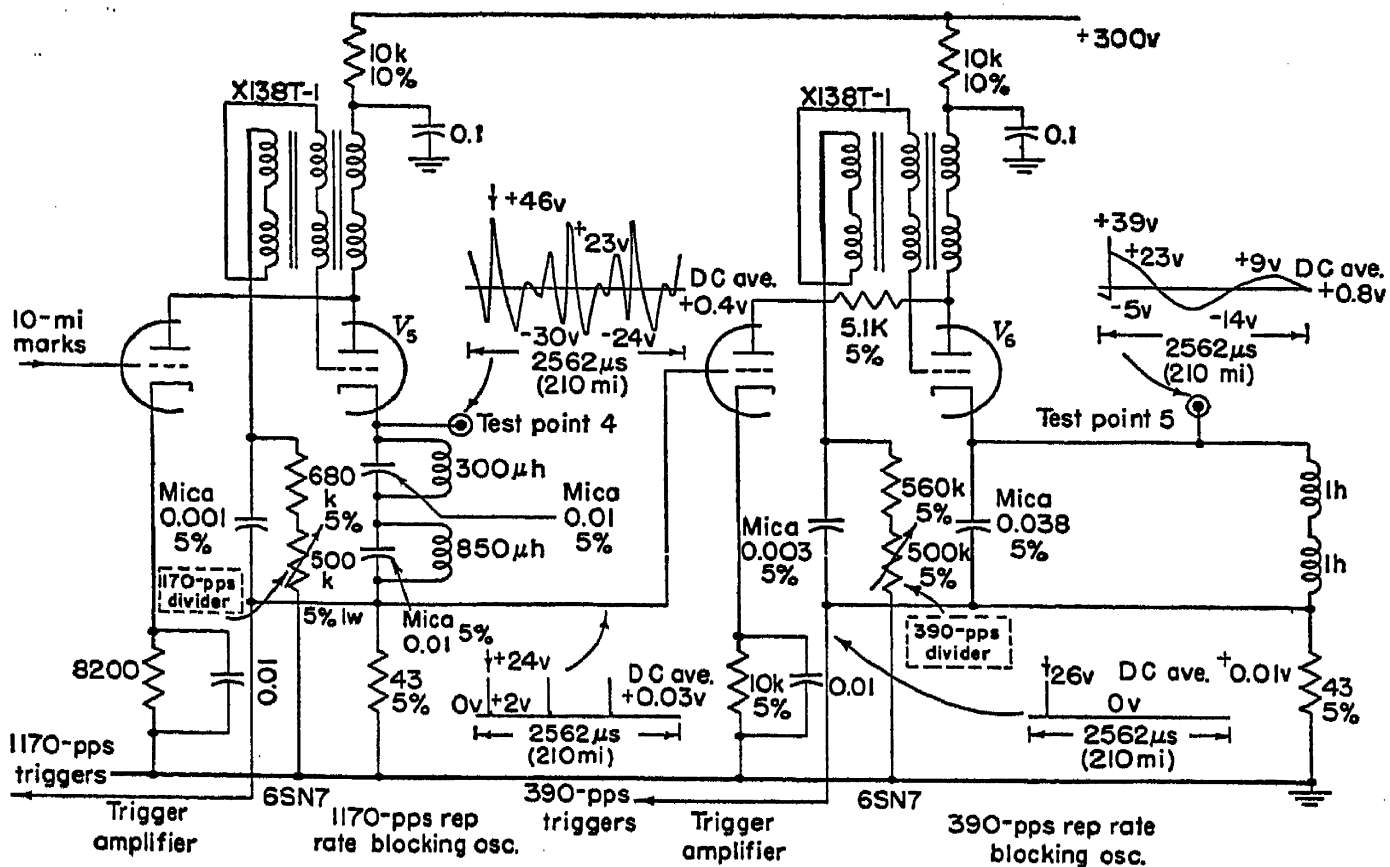 +300v
10k
10%
10k
10%
X138T-1
X138T-1
0.1
0.1
+46v
+23v
DC ave.
+0.4v
-30v
-24v
2562μs
(210 mi)
+39v
+23v
+9v
DC ave.
+0.8v
-5v
-14v
2562μs
(210 mi)
10-mi
marks
V5
5.1K
5%
V6
Test point 4
Test point 5
680
k
5%
300μh
Mica
0.001
5%
Mica
0.01
5%
850μh
500
k
5% 1w
1170-pps
divider
Mica
0.01 5%
560k
5%
Mica
0.003
5%
500k
5%
Mica
0.038
5%
1h
1h
390-pps
divider
8200
0.01
43
5%
+24v
0v
+2v
DC ave.
+0.03v
2562μs
(210mi)
10k
5%
0.01
+26v
DC ave.
+0.01v
0v
2562μs
(210mi)
43
5%
1170-pps
triggers
Trigger
amplifier
6SN7
1170-pps rep
rate blocking osc.
390-pps
triggers
Trigger
amplifier
6SN7
390-pps rep rate
blocking osc.